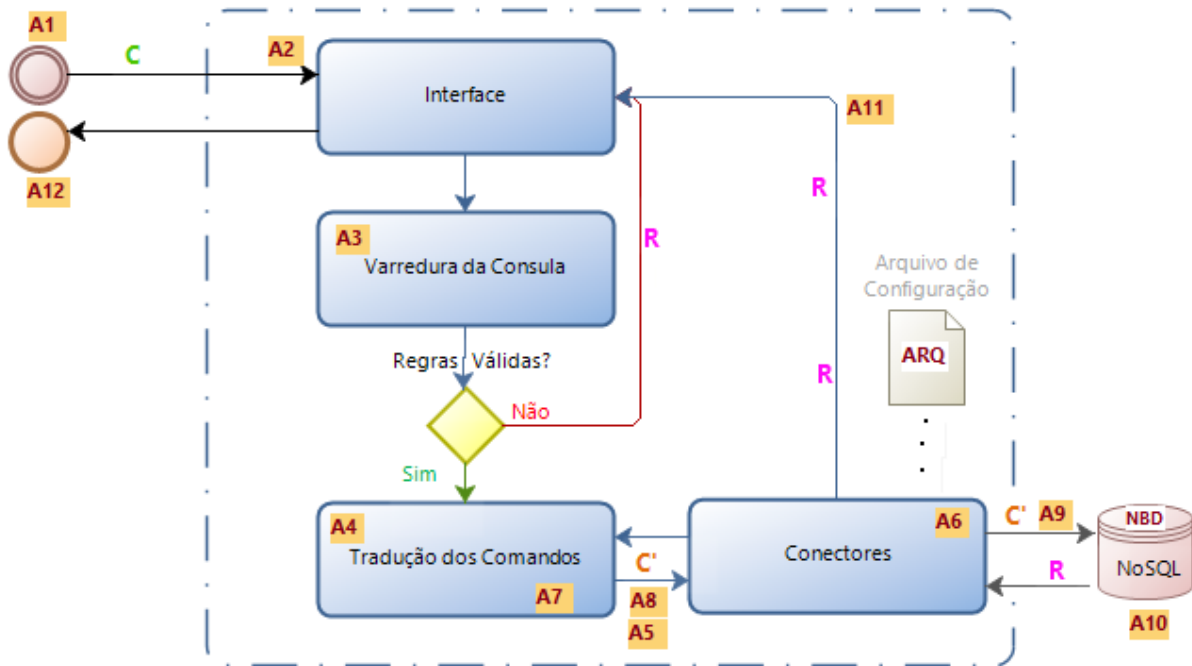 A1
C
A2
Interface
A11
A12
R
A3
R
Varredura da Consula
Arquivo de
Configuração
ARQ
Regras Válidas?
R
Não
Sim
A4
A6
C' A9
NBD
Tradução dos Comandos
C'
Conectores
NoSQL
R
A7
A8
A5
A10